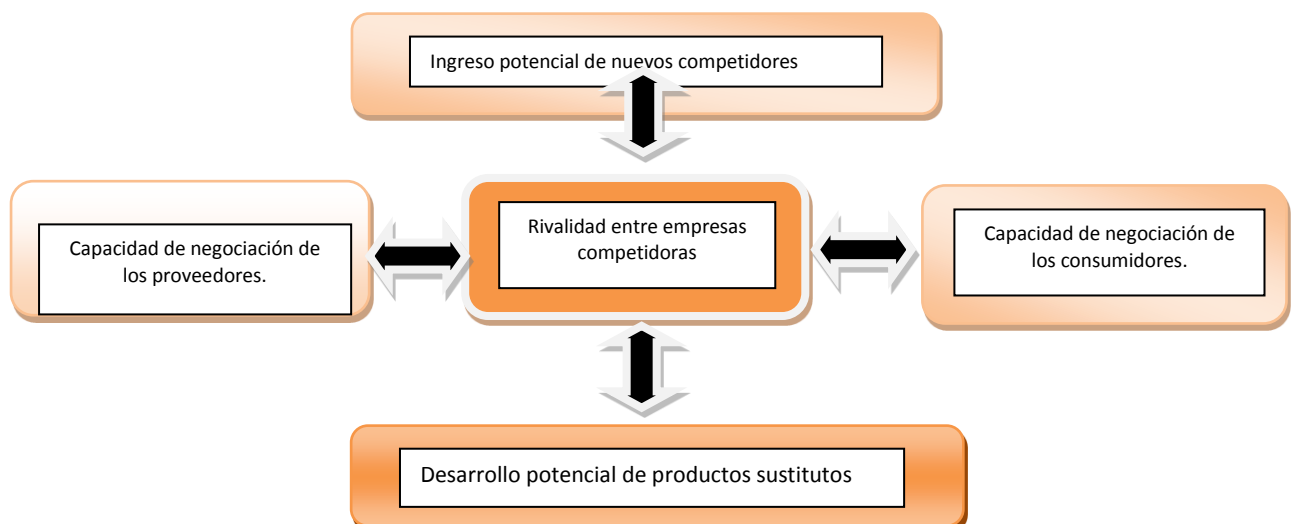 Ingreso potencial de nuevos competidores
Capacidad de negociación de
los proveedores.
Rivalidad entre empresas
competidoras
Capacidad de negociación de
los consumidores.
Desarrollo potencial de productos sustitutos